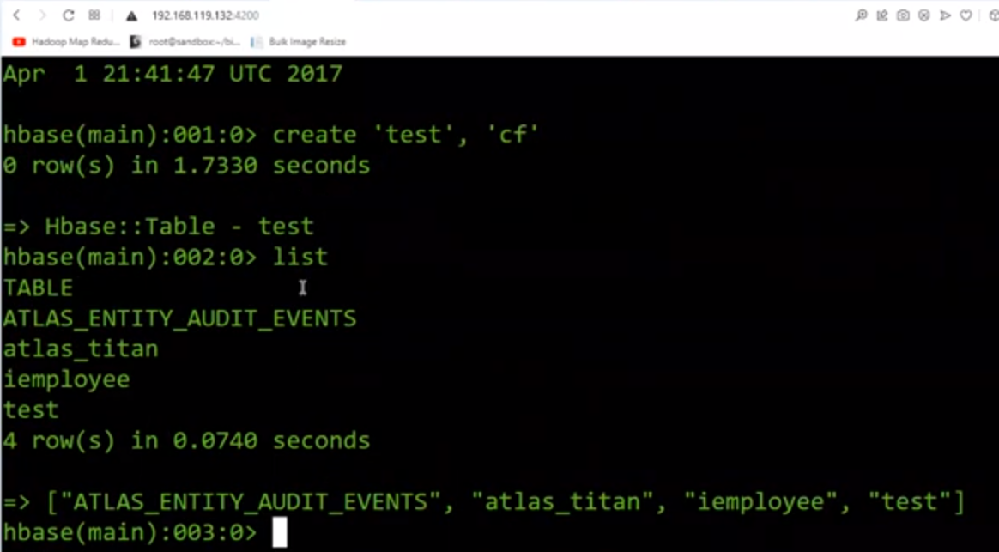 192.168.119.132:4200
Hadoop Map Redu... root@sandbox:~/bi... Bulk Image Resize
Apr  1 21:41:47 UTC 2017
hbase(main):001:0> create 'test', 'cf'
0 row(s) in 1.7330 seconds
=> Hbase::Table - test
hbase(main):002:0> list
TABLE
ATLAS_ENTITY_AUDIT_EVENTS
atlas_titan
iemployee
test
4 row(s) in 0.0740 seconds
=> ["ATLAS_ENTITY_AUDIT_EVENTS", "atlas_titan", "iemployee", "test"]
hbase(main):003:0>